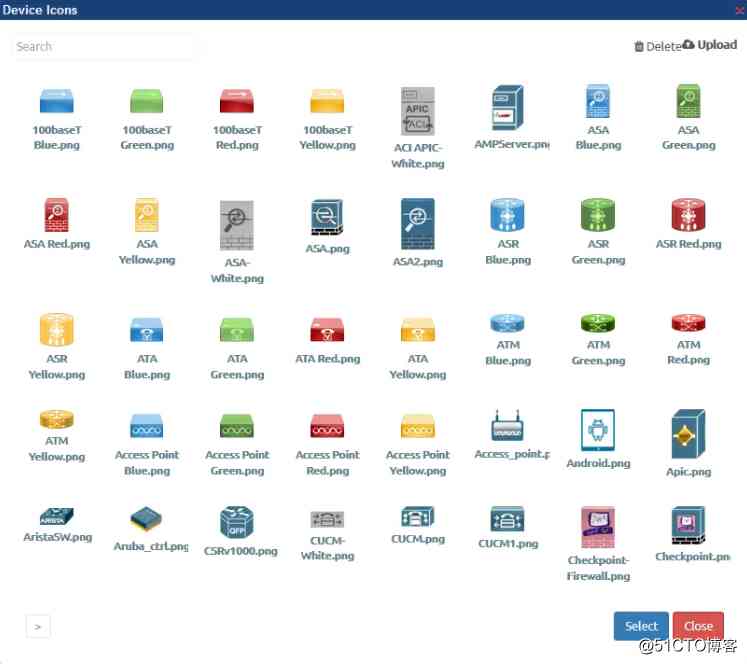 Device Icons
Search
Delete Upload
100baseT
Blue.png
100baseT
Green.png
100baseT
Red.png
100baseT
Yellow.png
APIC
ACI
ACI APIC-
White.png
AMPServer.pn
ASA
Blue.png
ASA
Green.png
ASA Red.png
ASA
Yellow.png
ASA-
White.png
ASA.png
ASA2.png
ASR
Blue.png
ASR
Green.png
ASR Red.png
ASR
Yellow.png
ATA
Blue.png
ATA
Green.png
ATA Red.png
ATA
Yellow.png
ATM
Blue.png
ATM
Green.png
ATM
Red.png
ATM
Yellow.png
Access Point
Blue.png
Access Point
Green.png
Access Point
Red.png
Access Point
Yellow.png
Access_point.p
Android.png
Apic.png
ARISTA
AristaSW.png
Aruba_ctrl.png
QFP
CSRv1000.png
CUCM-
White.png
CUCM.png
CUCM1.png
Checkpoint-
Firewall.png
Checkpoint.pn
>
Select
Close
@51CTO博客